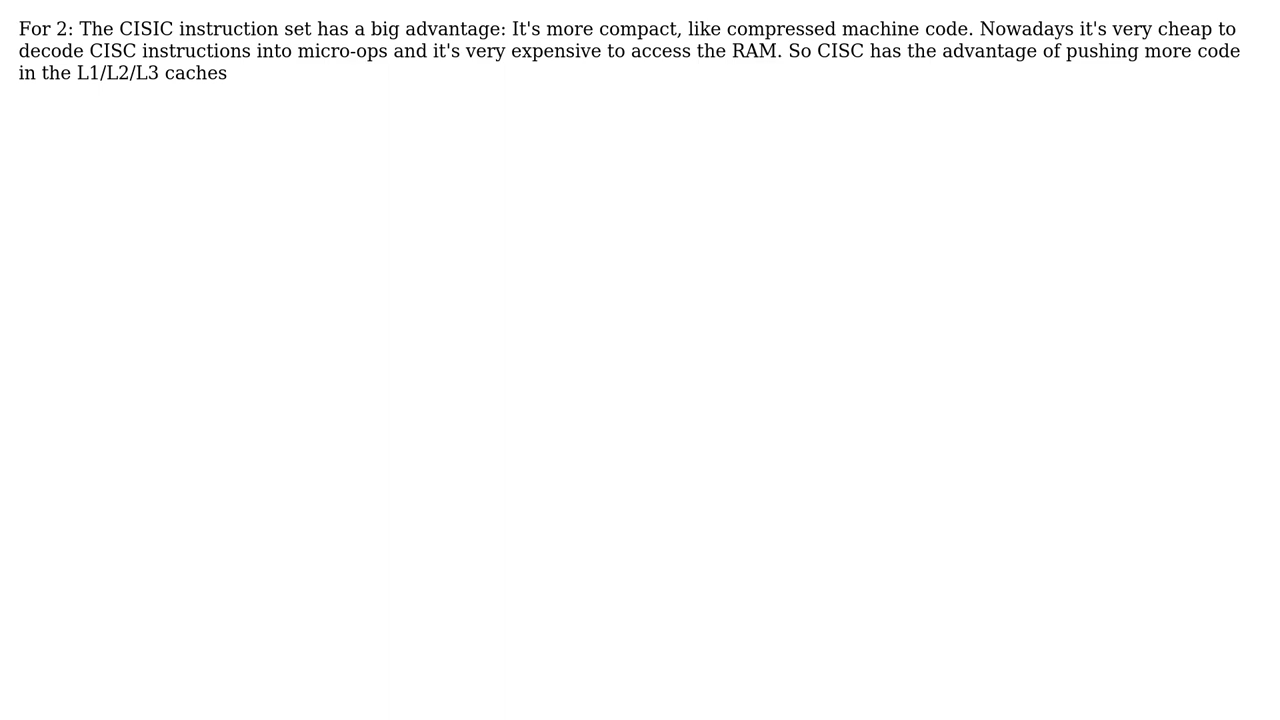 For 2: The CISIC instruction set has a big advantage: It's more compact, like compressed machine code. Nowadays it's very cheap to
decode CISC instructions into micro-ops and it's very expensive to access the RAM. So CISC has the advantage of pushing more code
in the L1/L2/L3 caches